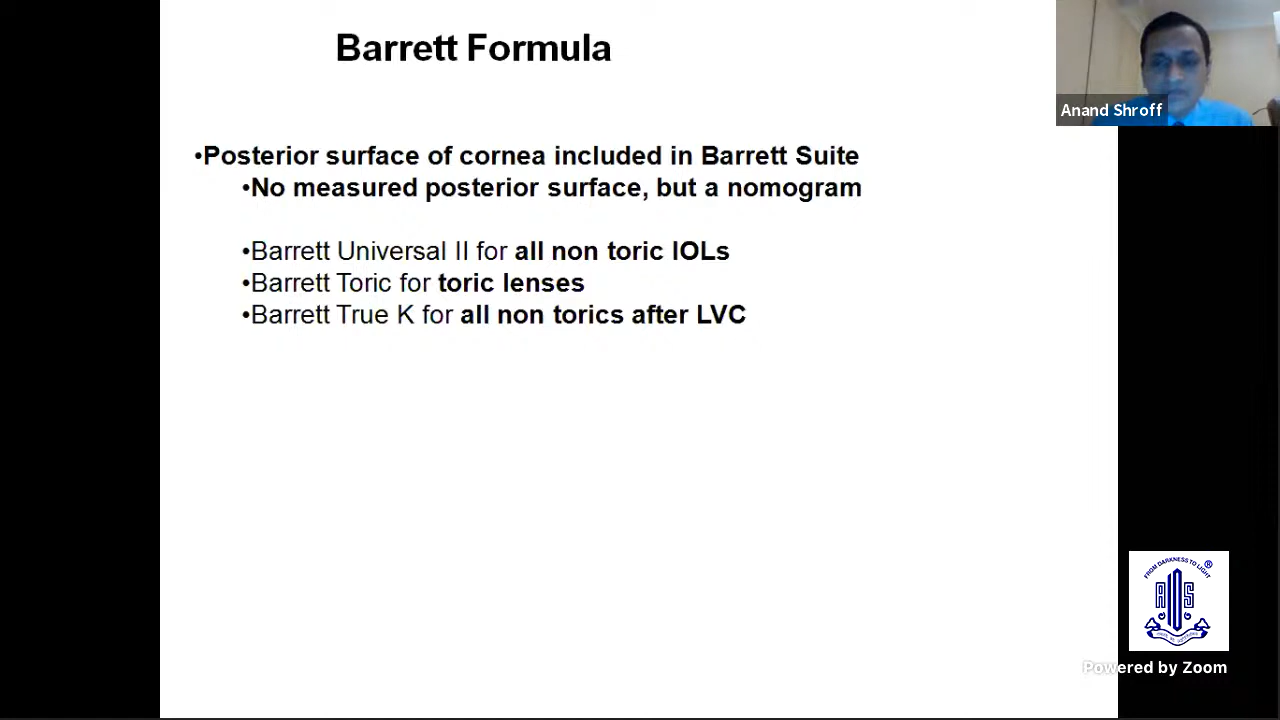 Barrett Formula
Anand Shroff
•Posterior surface of cornea included in Barrett Suite
•No measured posterior surface, but a nomogram
•Barrett Universal II for all non toric IOLs
•Barrett Toric for toric lenses
•Barrett True K for all non torics after LVC
FROM DARKNESS TO LIGHT ®
AIOS
Powered by Zoom